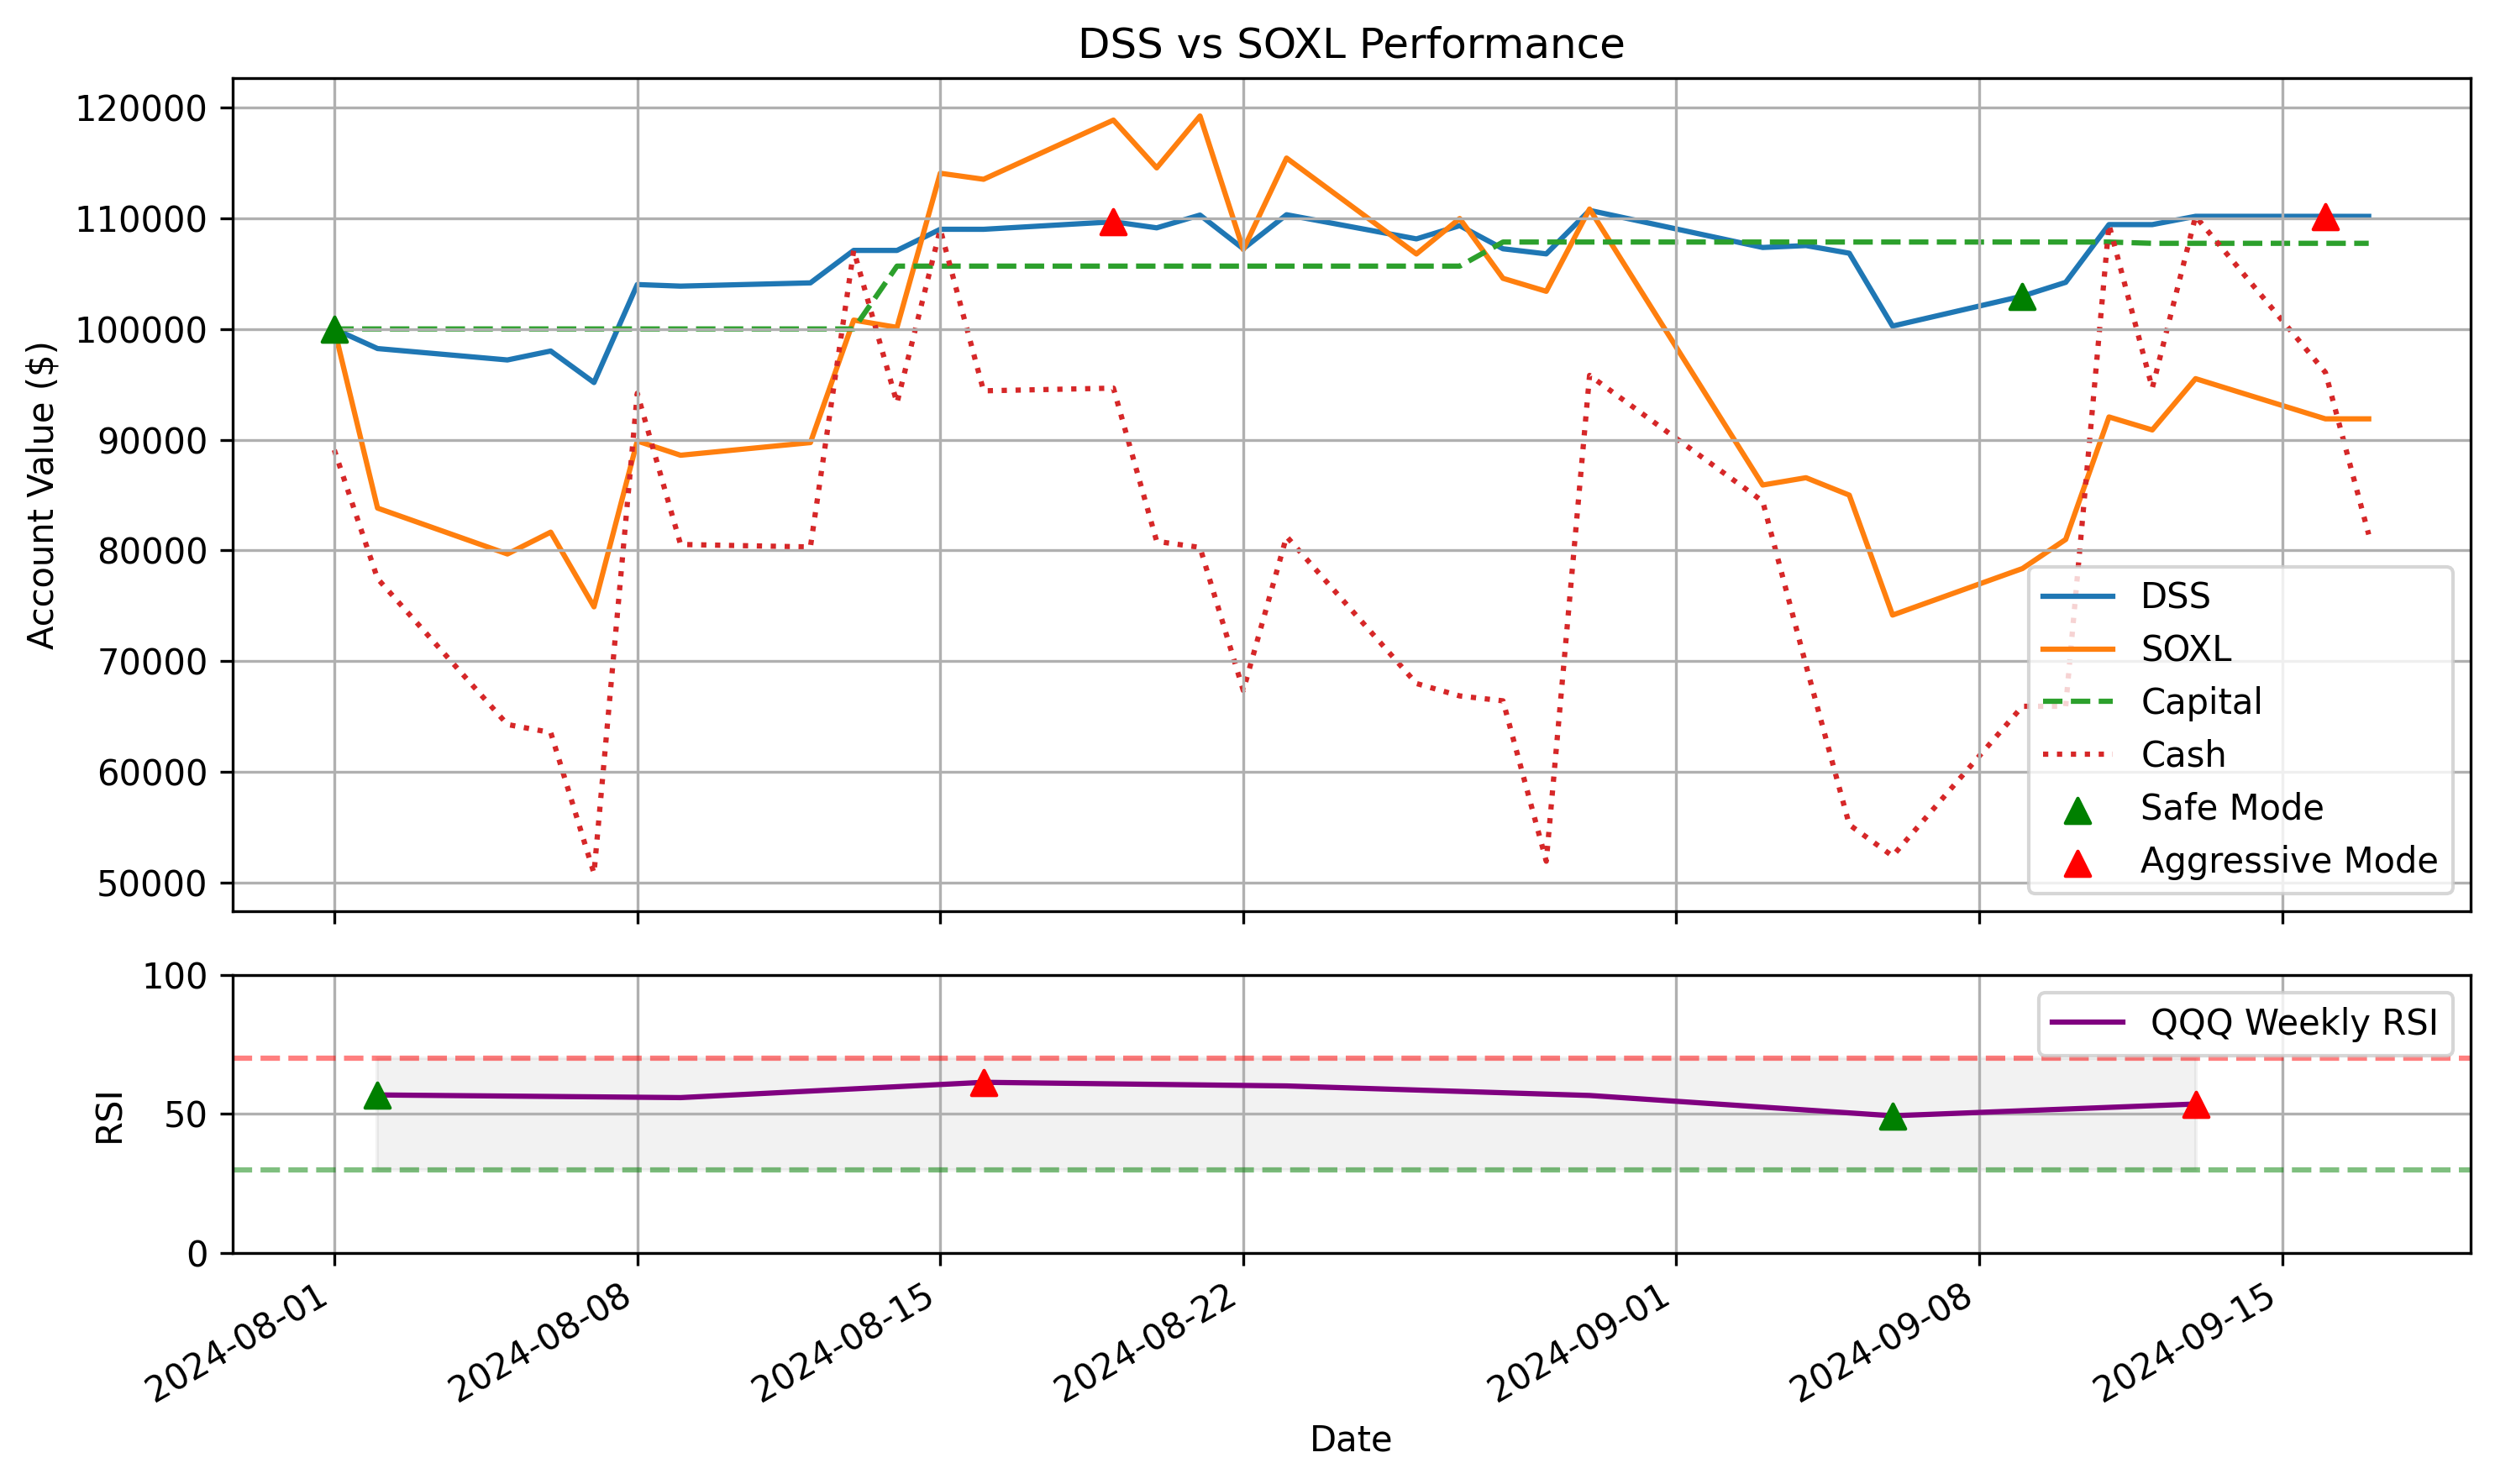 DSS vs SOXL Performance
Account Value ($)
120000
110000
100000
90000
80000
70000
60000
50000
DSS
SOXL
Capital
Cash
Safe Mode
Aggressive Mode
RSI
100
50
0
QQQ Weekly RSI
2024-08-01
2024-08-08
2024-08-15
2024-08-22
2024-09-01
2024-09-08
2024-09-15
Date